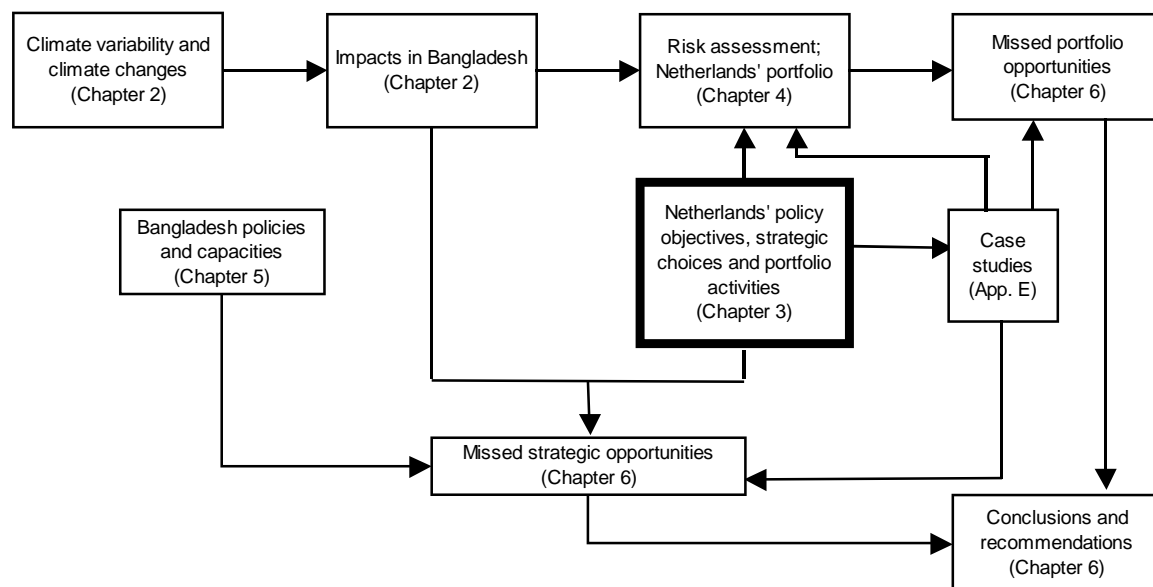 Climate variability and
climate changes
(Chapter 2)
Impacts in Bangladesh
(Chapter 2)
Risk assessment;
Netherlands' portfolio
(Chapter 4)
Missed portfolio
opportunities
(Chapter 6)
Bangladesh policies
and capacities
(Chapter 5)
Netherlands' policy
objectives, strategic
choices and portfolio
activities
(Chapter 3)
Case
studies
(App. E)
Missed strategic opportunities
(Chapter 6)
Conclusions and
recommendations
(Chapter 6)